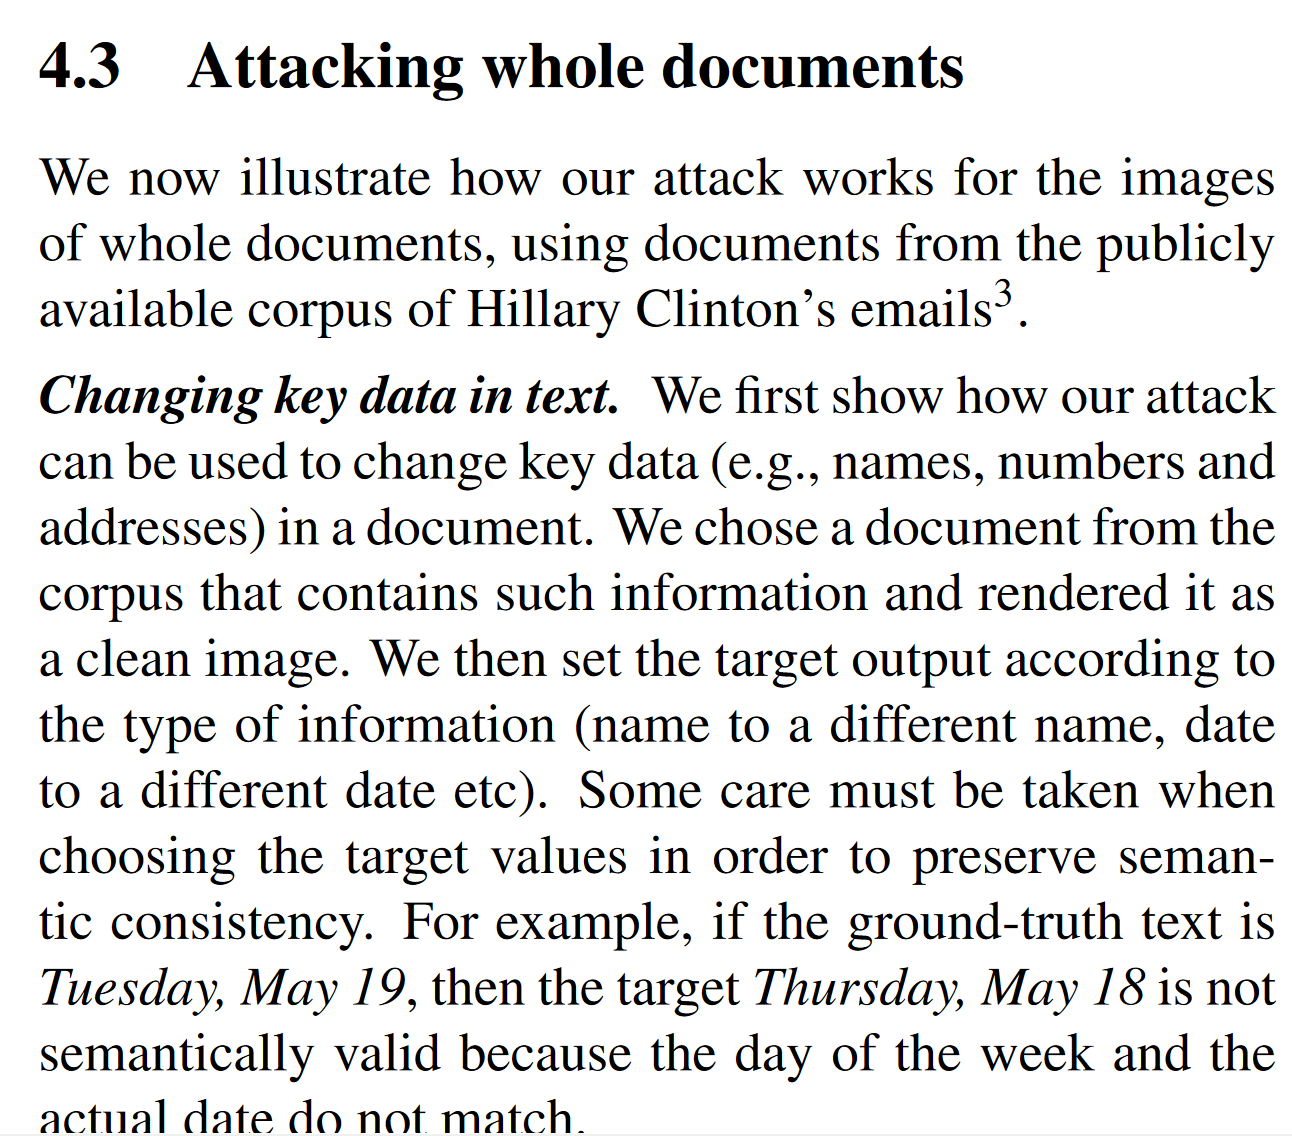 4.3 Attacking whole documents
We now illustrate how our attack works for the images
of whole documents, using documents from the publicly
available corpus of Hillary Clinton’s emails³.
Changing key data in text. We first show how our attack
can be used to change key data (e.g., names, numbers and
addresses) in a document. We chose a document from the
corpus that contains such information and rendered it as
a clean image. We then set the target output according to
the type of information (name to a different name, date
to a different date etc). Some care must be taken when
choosing the target values in order to preserve seman-
tic consistency. For example, if the ground-truth text is
Tuesday, May 19, then the target Thursday, May 18 is not
semantically valid because the day of the week and the
actual date do not match.